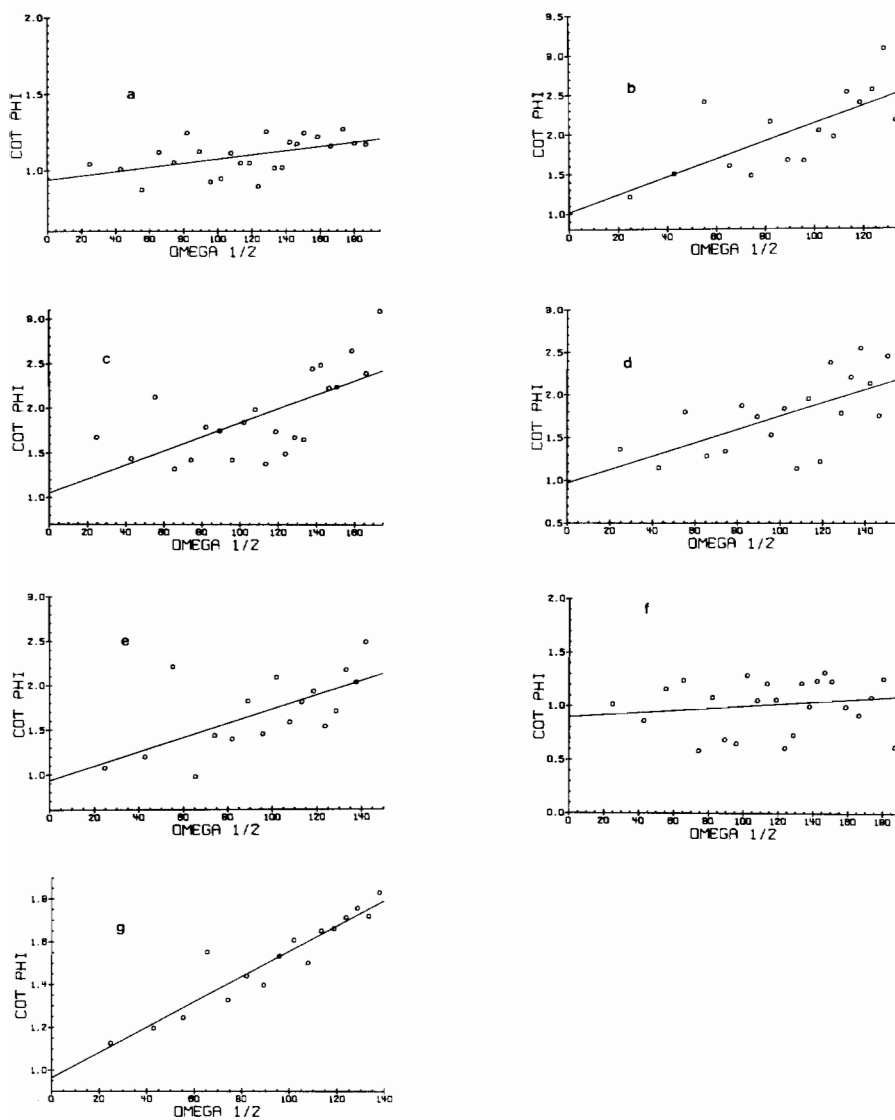 2.0
1.5
1.0
COT PHI
a
0 20 40 60 80 100 120 140 160 180
OMEGA 1/2
3.5
3.0
2.5
2.0
1.5
1.0
COT PHI
b
0 20 40 60 80 100 120
OMEGA 1/2
3.0
2.5
2.0
1.5
1.0
COT PHI
c
0 20 40 60 80 100 120 140 160
OMEGA 1/2
3.0
2.5
2.0
1.5
1.0
0.5
COT PHI
d
0 20 40 60 80 100 120 140
OMEGA 1/2
3.0
2.5
2.0
1.5
1.0
COT PHI
e
0 20 40 60 80 100 120 140
OMEGA 1/2
2.0
1.5
1.0
0.5
0.0
COT PHI
f
0 20 40 60 80 100 120 140 160 180
OMEGA 1/2
1.8
1.6
1.4
1.2
1.0
COT PHI
g
0 20 40 60 80 100 120 140
OMEGA 1/2